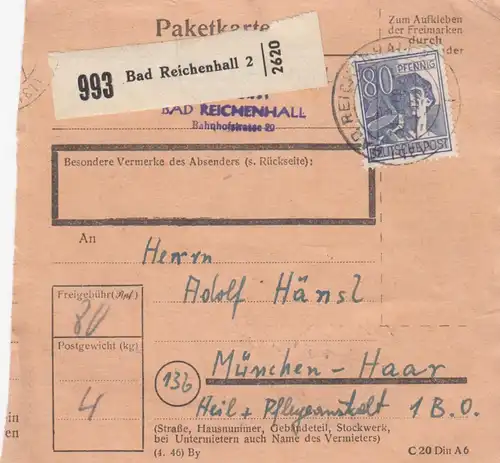 Paketkarte
Zum Aufkleben
der Freimarken
durch
993 Bad Reichenhall 2
2620
BAD REICHENHALL
Bahnhofstrasse 20
80 PFENNIG
DEUTSCHE POST
Besondere Vermerke des Absenders (s. Rückseite):
An
Herrn
Adolf Hänsl
Freigebühr (Rpf.)
80
Postgewicht (kg)
4
13b
München-Haar
Heil + Pflegeanstalt 1 B.O.
(Straße, Hausnummer, Gebäudeteil, Stockwerk,
bei Untermietern auch Name des Vermieters)
(4. 46) By
C 20 Din A 6